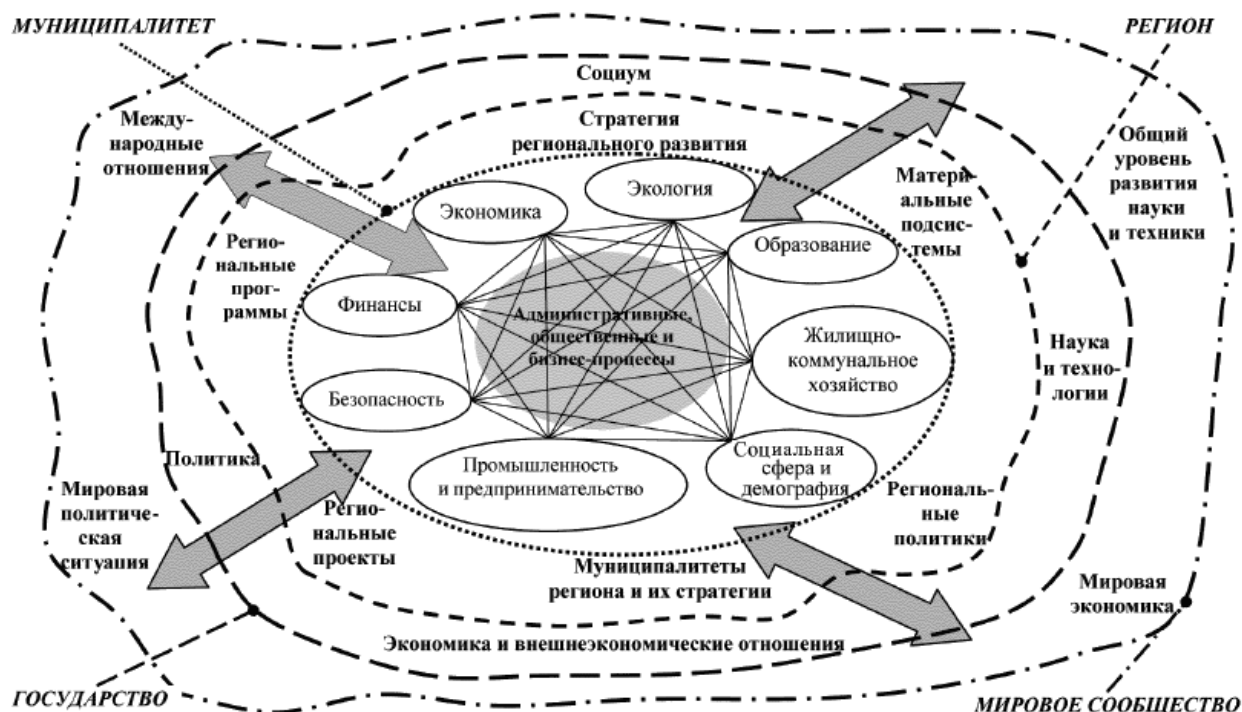 МУНИЦИПАЛИТЕТ
РЕГИОН
Социум
Между-
народные
отношения
Стратегия
регионального развития
Общий
уровень
развития
науки
и техники
Матери-
альные
подсис-
темы
Экология
Экономика
Образование
Регио-
нальные
прог-
раммы
Финансы
Административные,
общественные и
бизнес-процессы
Жилищно-
коммунальное
хозяйство
Наука
и техно-
логии
Безопасность
Политика
Промышленность
и предпринимательство
Социальная
сфера и
демография
Мировая
политиче-
ская
ситуация
Регио-
нальные
проекты
Региональ-
ные
политики
Муниципалитеты
региона и их стратегии
Мировая
экономика
Экономика и внешнеэкономические отношения
ГОСУДАРСТВО
МИРОВОЕ СООБЩЕСТВО